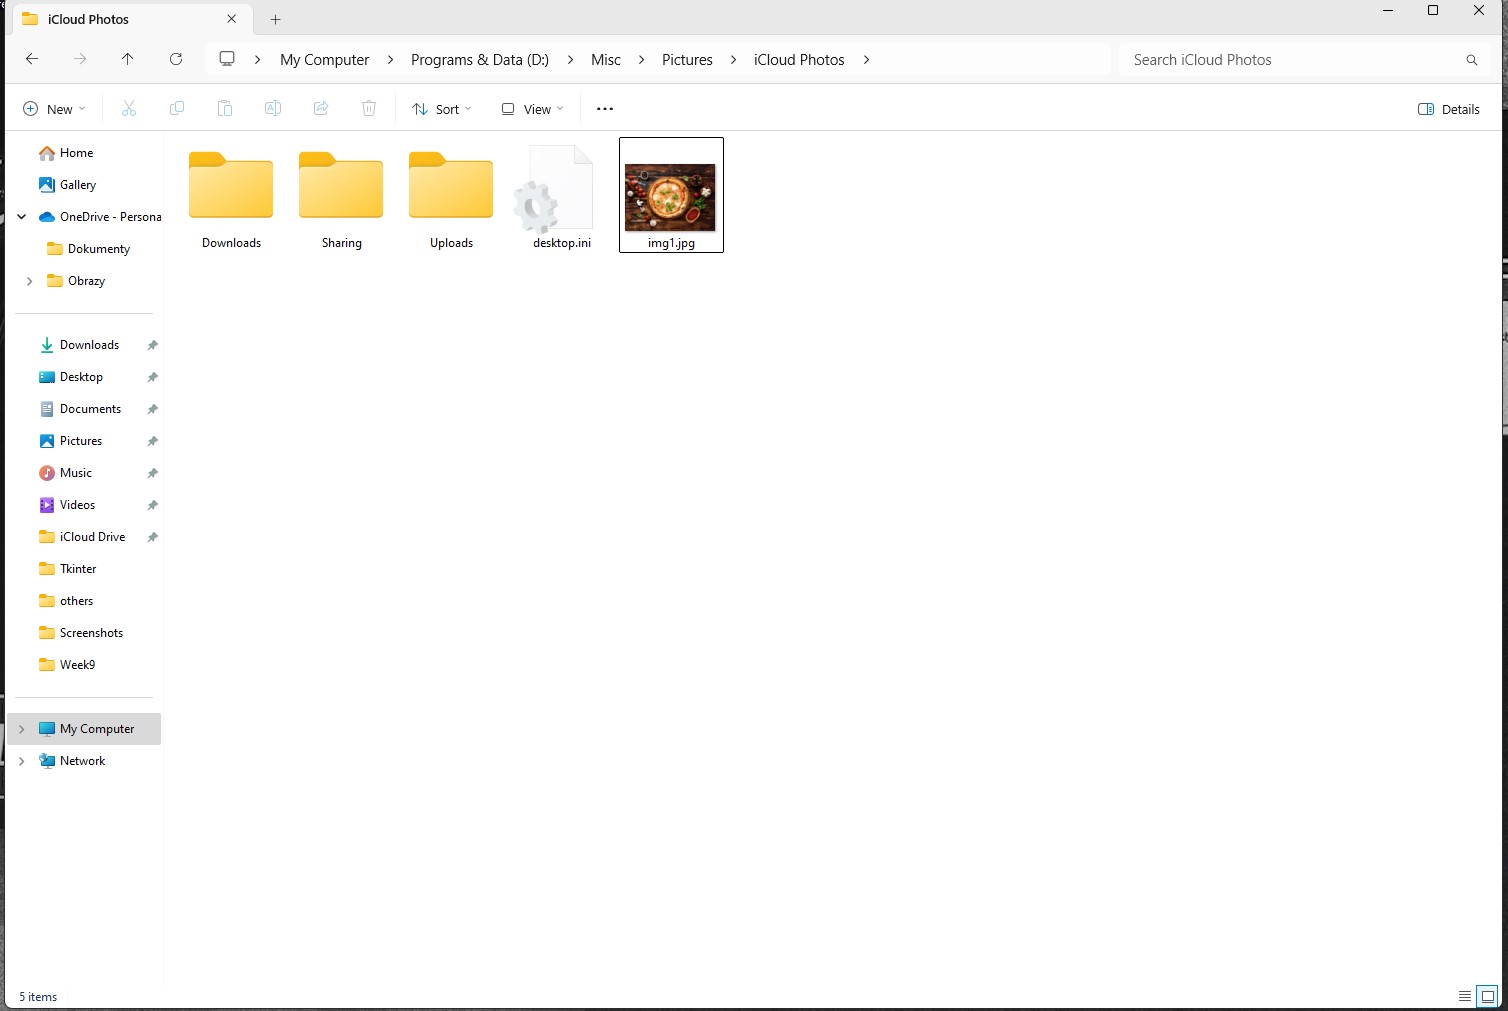 iCloud Photos
My Computer > Programs & Data (D:) > Misc > Pictures > iCloud Photos >
Search iCloud Photos
New
Sort
View
Details
Home
Gallery
OneDrive - Persona
Dokumenty
Obrazy
Downloads
Desktop
Documents
Pictures
Music
Videos
iCloud Drive
Tkinter
others
Screenshots
Week9
My Computer
Network
Downloads
Sharing
Uploads
desktop.ini
img1.jpg
5 items